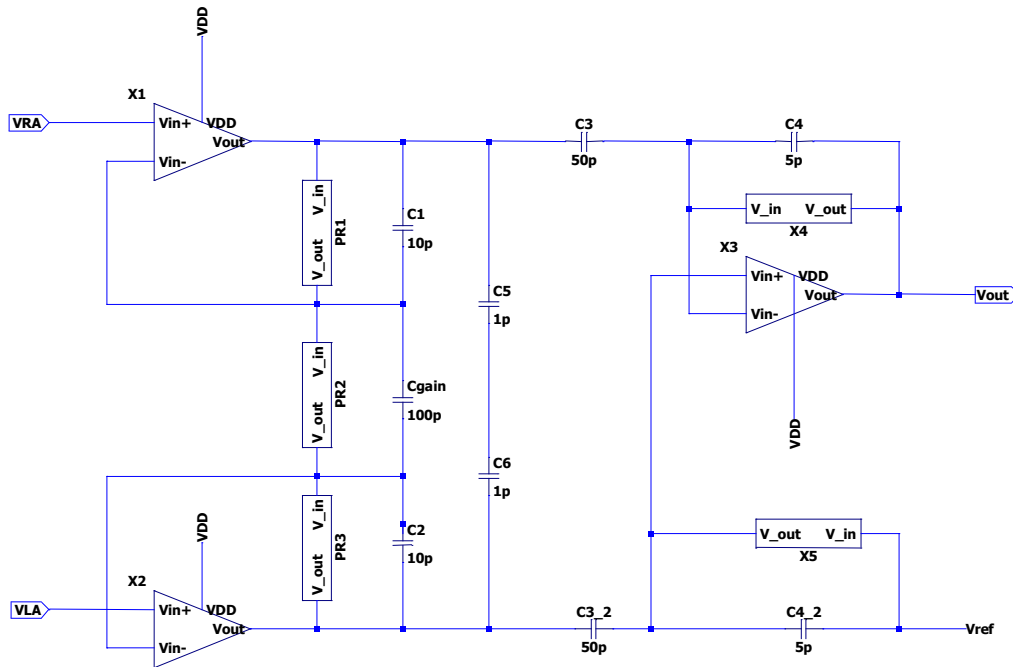 VDD
X1
VRA
Vin+
VDD
Vout
Vin-
C3
50p
C4
5p
V_in
V_out
PR1
C1
10p
V_in
V_out
X4
X3
Vin+
VDD
Vout
Vin-
Vout
C5
1p
V_in
V_out
PR2
Cgain
100p
VDD
C6
1p
V_in
V_out
PR3
C2
10p
VDD
V_out
V_in
X5
X2
VLA
Vin+
VDD
Vout
Vin-
C3_2
50p
C4_2
5p
Vref